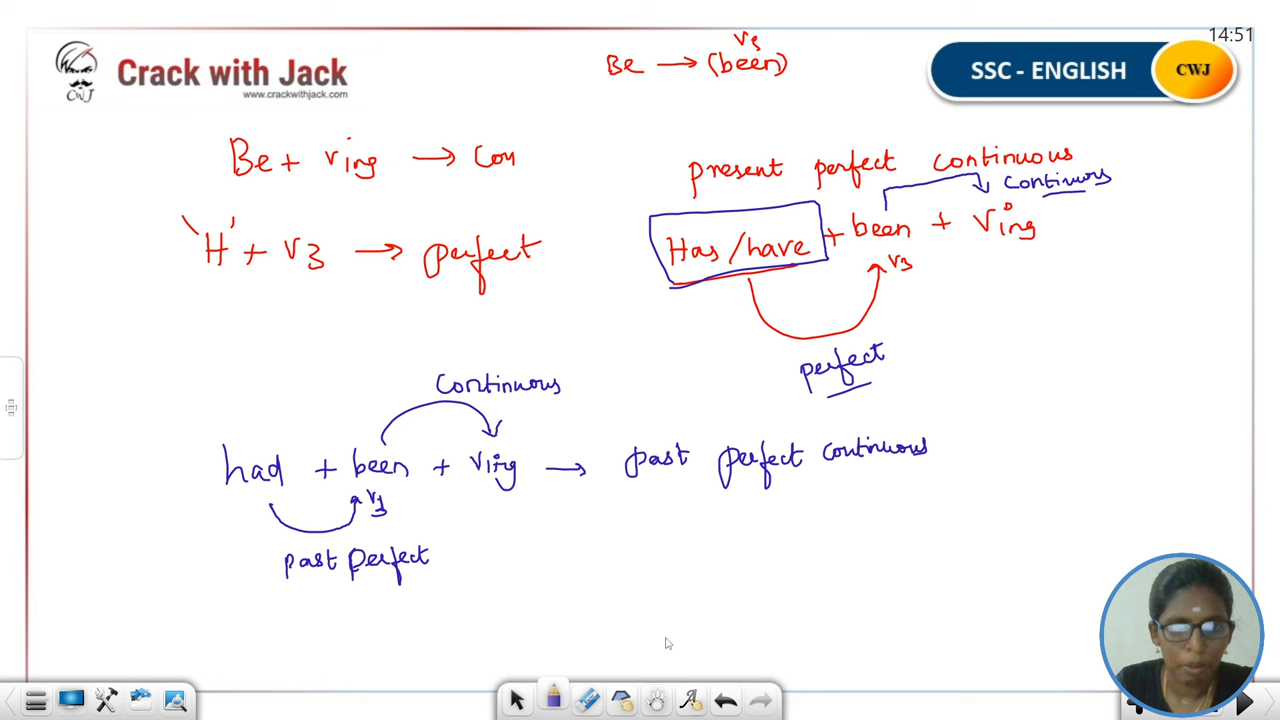 14:51
V3
Be → (been)
Crack with Jack
www.crackwithjack.com
CWJ
SSC - ENGLISH
CWJ
Be + Ving → Con
present perfect continuous
continuous
'H' + V3 → perfect
Has/have + been + Ving
V3
perfect
Continuous
had + been + Ving → past perfect continuous
V3
past perfect